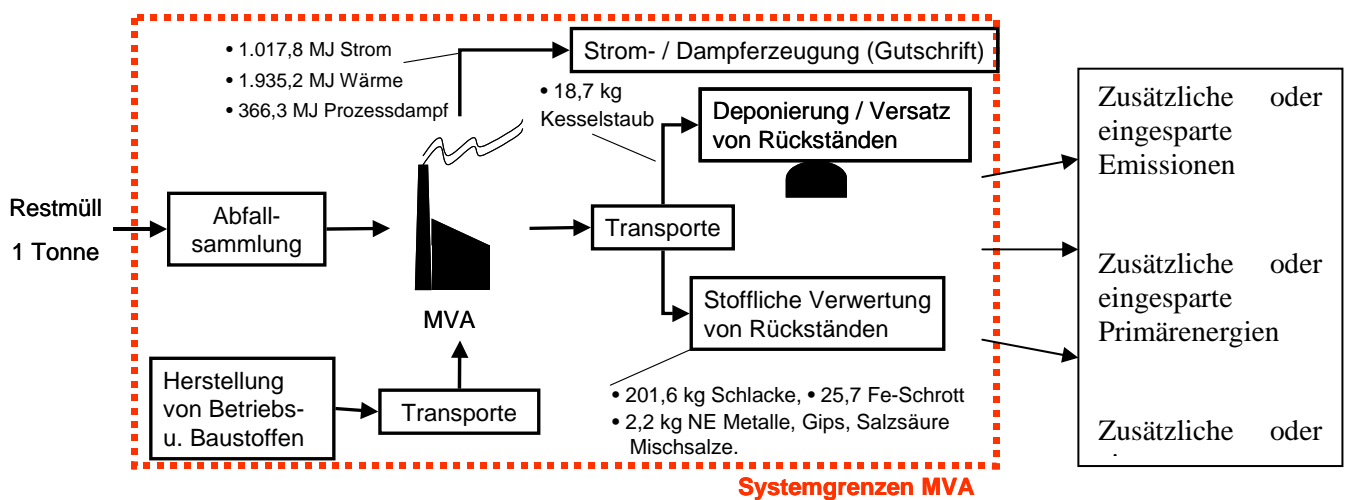 • 1.017,8 MJ Strom
• 1.935,2 MJ Wärme
• 366,3 MJ Prozessdampf
Strom- / Dampferzeugung (Gutschrift)
• 18,7 kg
Kesselstaub
Deponierung / Versatz
von Rückständen
Restmüll
1 Tonne
Abfall-
sammlung
MVA
Transporte
Stoffliche Verwertung
von Rückständen
Herstellung
von Betriebs-
u. Baustoffen
Transporte
• 201,6 kg Schlacke, • 25,7 Fe-Schrott
• 2,2 kg NE Metalle, Gips, Salzsäure
Mischsalze.
Systemgrenzen MVA
Zusätzliche oder
eingesparte
Emissionen
Zusätzliche oder
eingesparte
Primärenergien
Zusätzliche oder